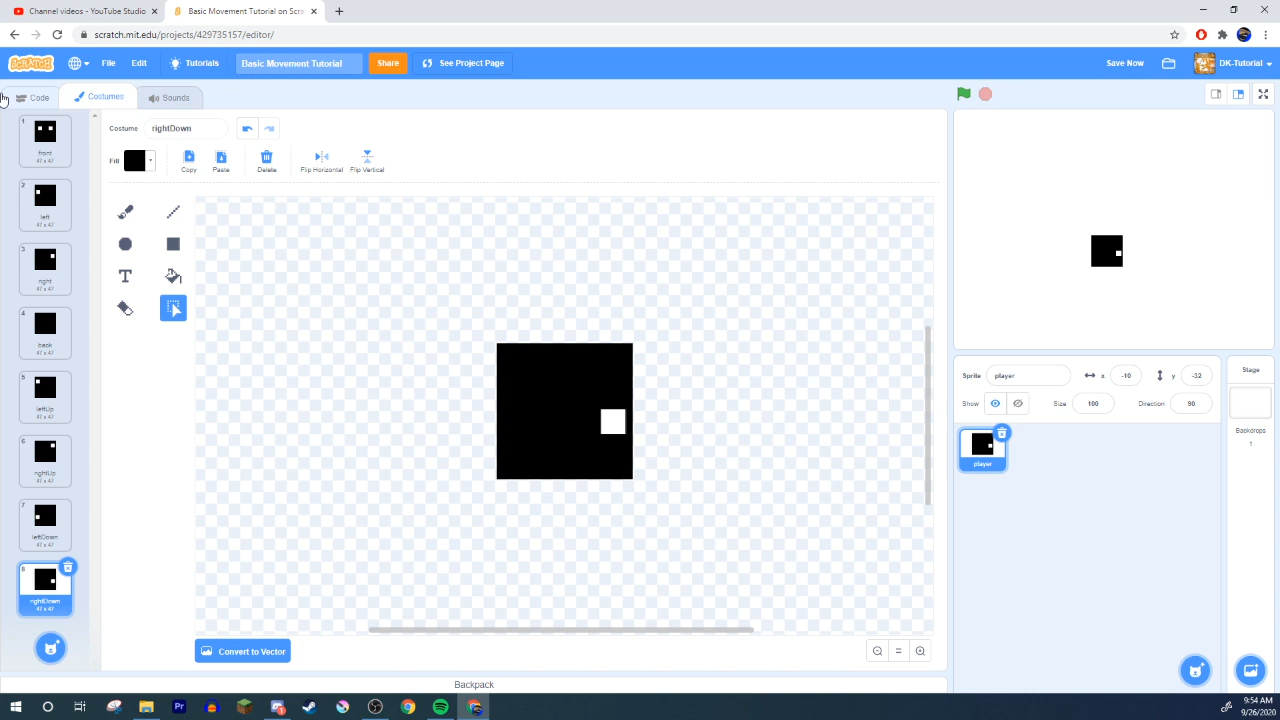 Channel videos - YouTube Studio
Basic Movement Tutorial on Scra
scratch.mit.edu/projects/429735157/editor/
SCRATCH
File
Edit
Tutorials
Basic Movement Tutorial
Share
See Project Page
Save Now
DK-Tutorial
Code
Costumes
Sounds
Costume
rightDown
Fill
Copy
Paste
Delete
Flip Horizontal
Flip Vertical
1
front
47 x 47
2
left
47 x 47
3
right
47 x 47
4
back
47 x 47
5
leftUp
47 x 47
6
rightUp
47 x 47
7
leftDown
47 x 47
8
rightDown
47 x 47
T
Convert to Vector
Backpack
Sprite
player
x
-10
y
-32
Show
Size
100
Direction
90
player
Stage
Backdrops
1
Pr
9:54 AM
9/26/2020